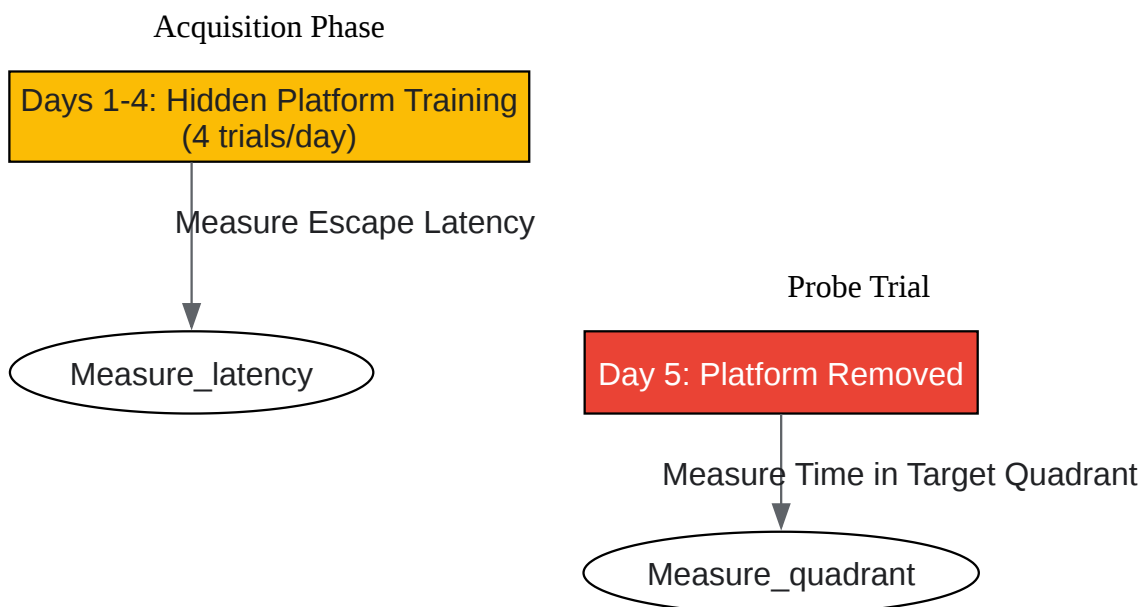 Acquisition Phase
Days 1-4: Hidden Platform Training
(4 trials/day)
Measure Escape Latency
Measure_latency
Probe Trial
Day 5: Platform Removed
Measure Time in Target Quadrant
Measure_quadrant